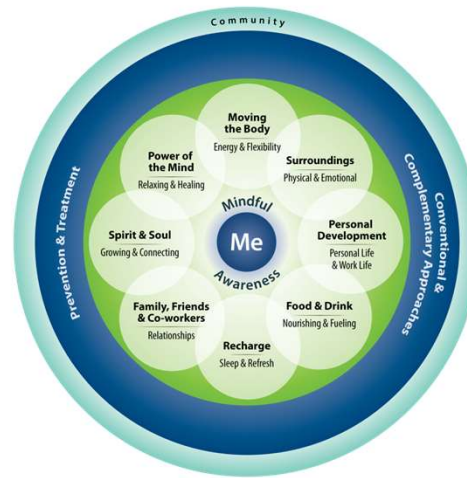 Community
Prevention & Treatment
Conventional &
Complementary Approaches
Moving
the Body
Energy & Flexibility
Surroundings
Physical & Emotional
Personal
Development
Personal Life
& Work Life
Food & Drink
Nourishing & Fueling
Recharge
Sleep & Refresh
Family, Friends
& Co-workers
Relationships
Spirit & Soul
Growing & Connecting
Power of
the Mind
Relaxing & Healing
Mindful
Me
Awareness